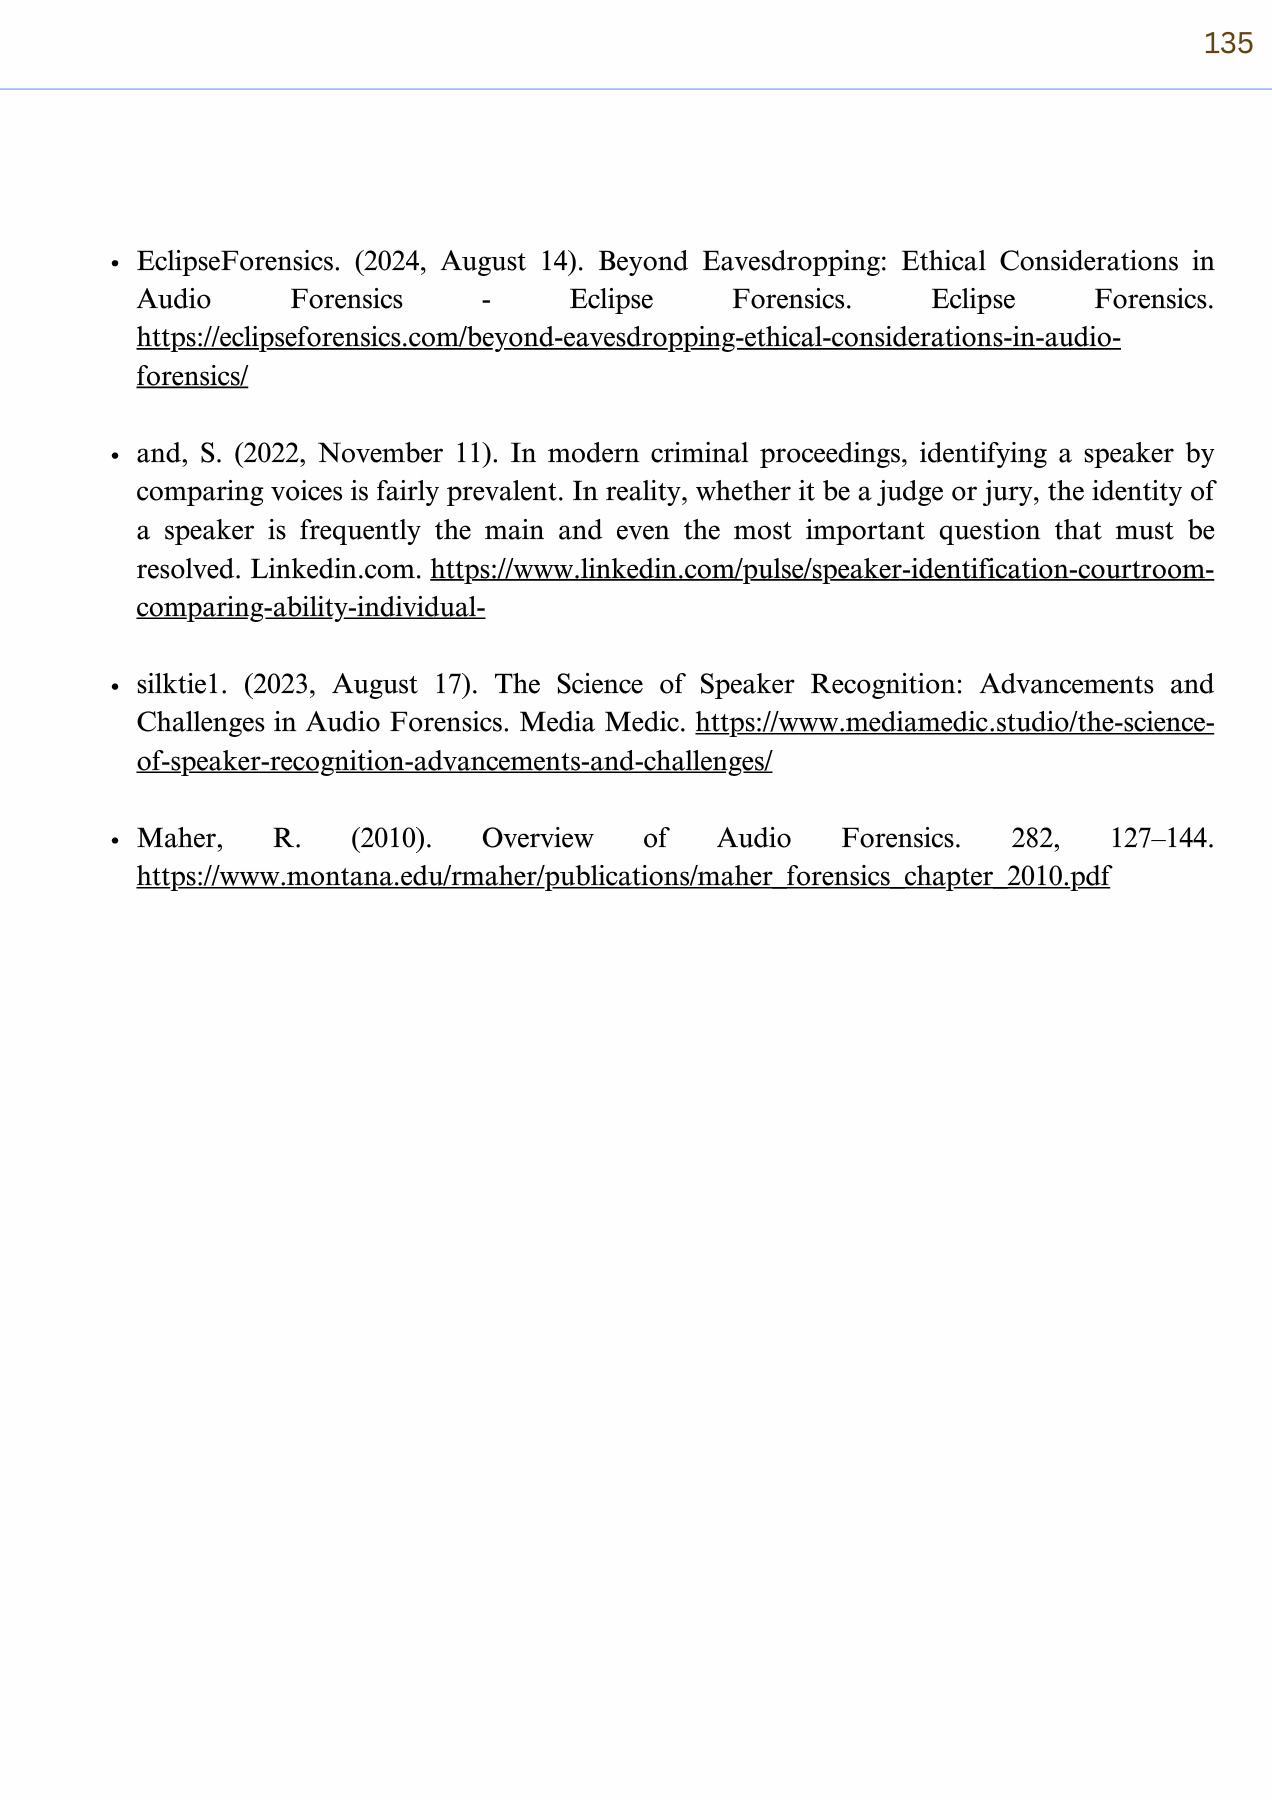 135
• EclipseForensics. (2024, August 14). Beyond Eavesdropping: Ethical Considerations in
Audio Forensics - Eclipse Forensics. Eclipse Forensics.
https://eclipseforensics.com/beyond-eavesdropping-ethical-considerations-in-audio-
forensics/
• and, S. (2022, November 11). In modern criminal proceedings, identifying a speaker by
comparing voices is fairly prevalent. In reality, whether it be a judge or jury, the identity of
a speaker is frequently the main and even the most important question that must be
resolved. Linkedin.com. https://www.linkedin.com/pulse/speaker-identification-courtroom-
comparing-ability-individual-
• silktie1. (2023, August 17). The Science of Speaker Recognition: Advancements and
Challenges in Audio Forensics. Media Medic. https://www.mediamedic.studio/the-science-
of-speaker-recognition-advancements-and-challenges/
• Maher, R. (2010). Overview of Audio Forensics. 282, 127–144.
https://www.montana.edu/rmaher/publications/maher_forensics_chapter_2010.pdf